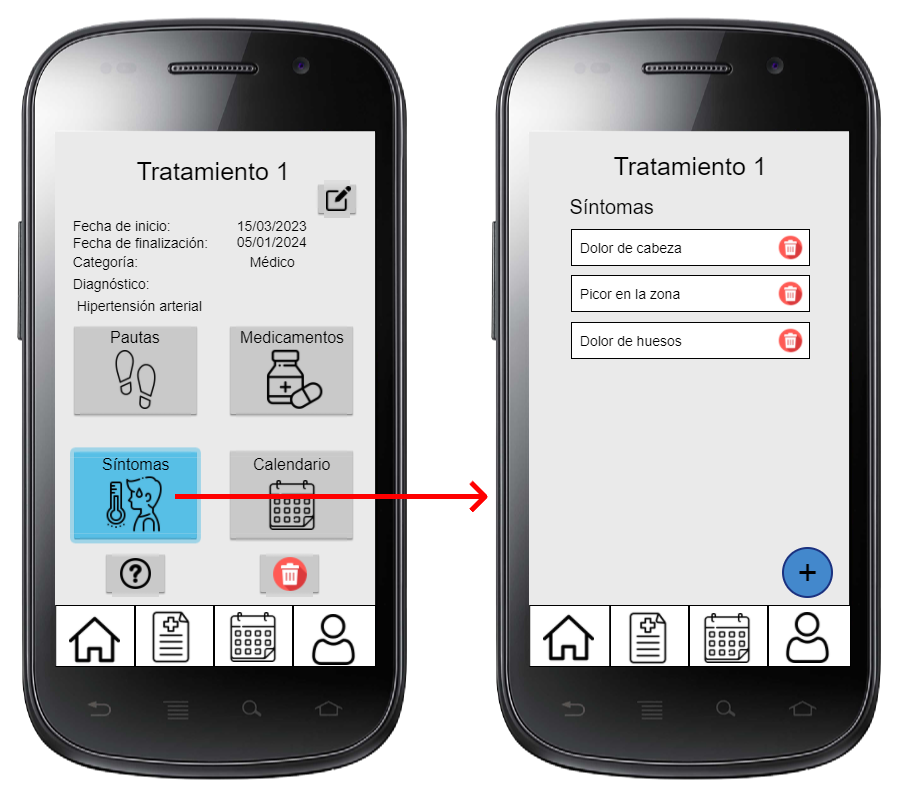 Tratamiento 1
Fecha de inicio: 15/03/2023
Fecha de finalización: 05/01/2024
Categoría: Médico
Diagnóstico:
Hipertensión arterial
Pautas
Medicamentos
Síntomas
Calendario
?
Tratamiento 1
Síntomas
Dolor de cabeza
Picor en la zona
Dolor de huesos
+